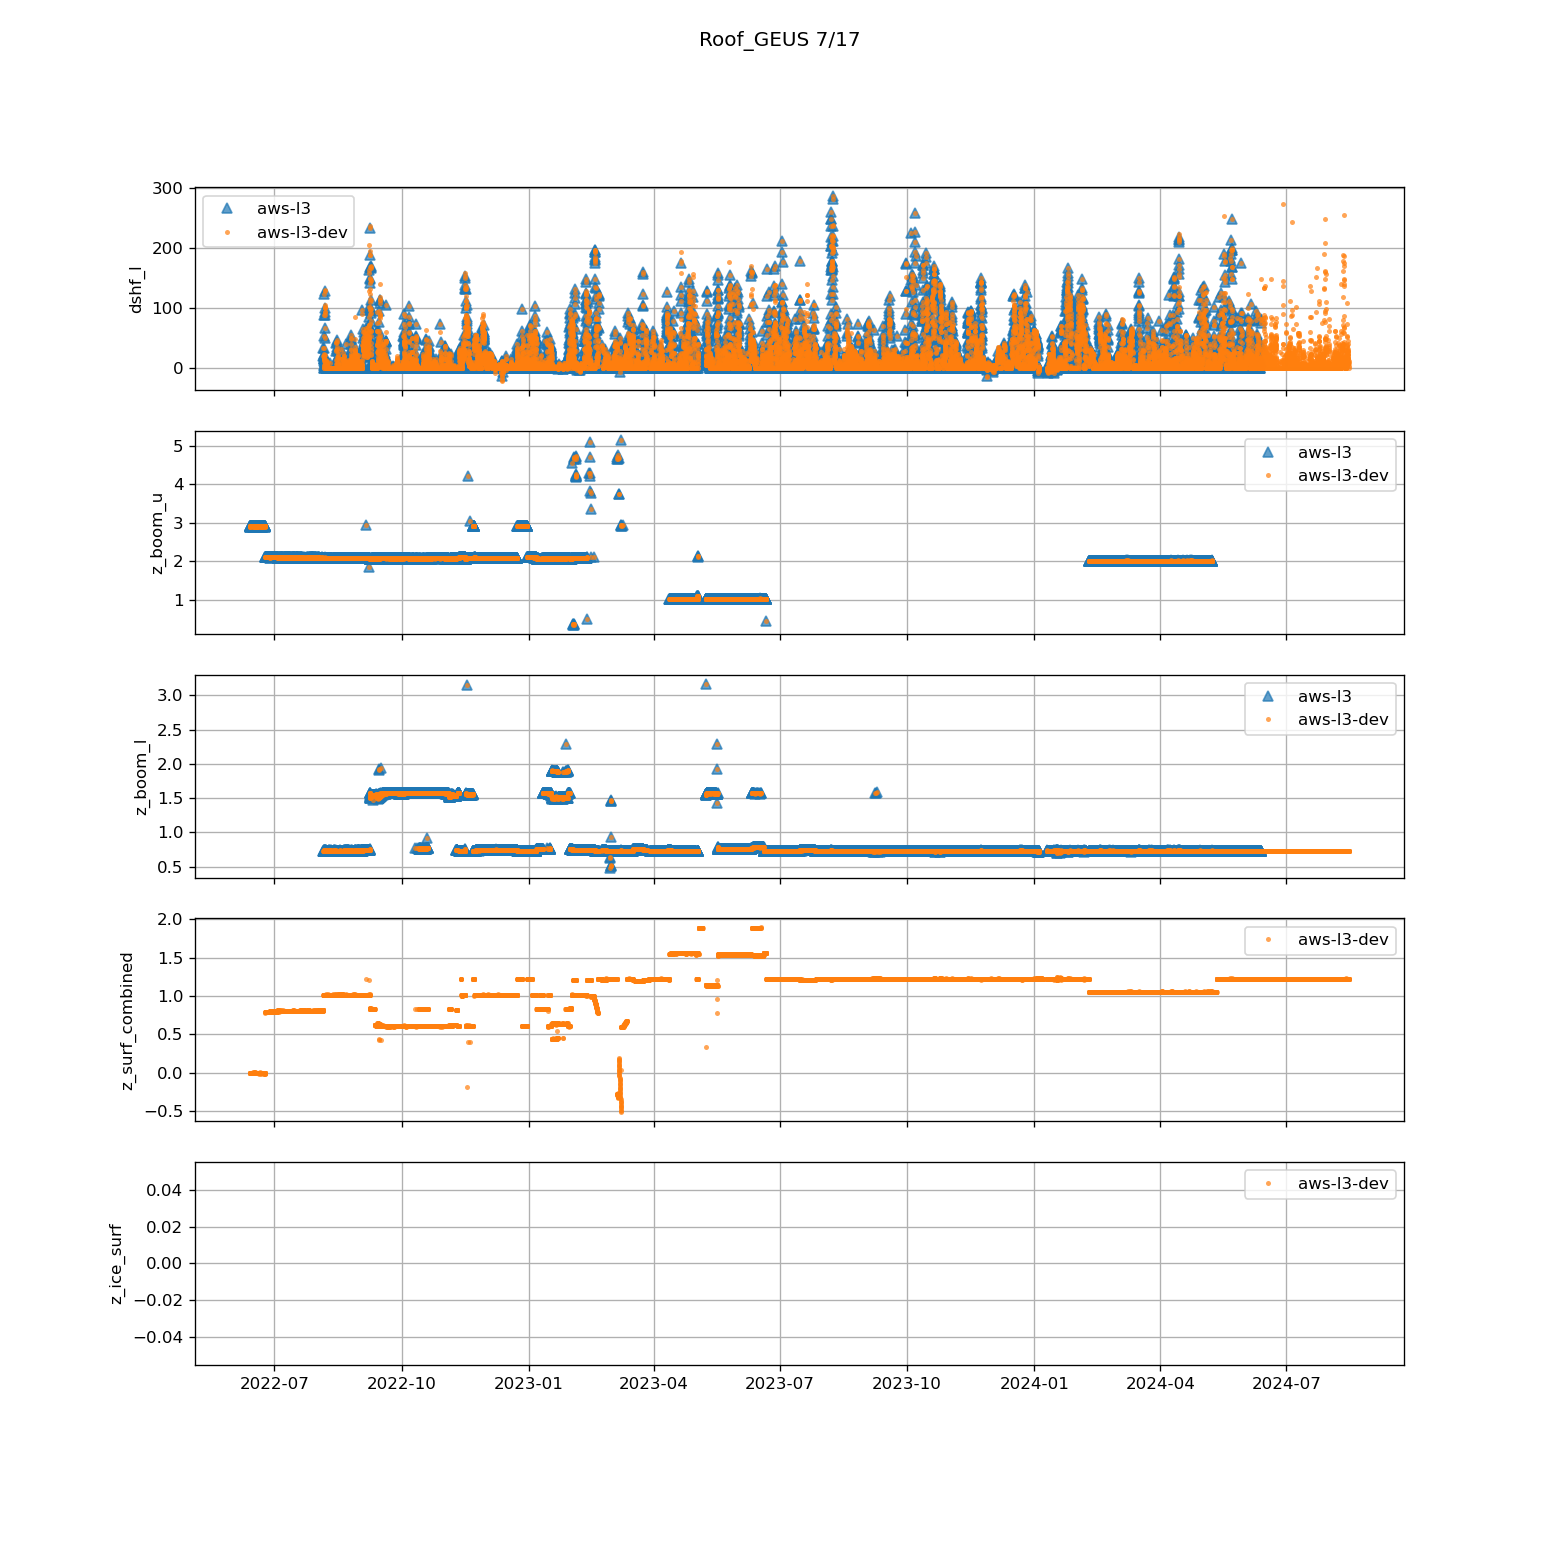 Roof_GEUS 7/17
300
200
100
0
dshf_l
aws-l3
aws-l3-dev
5
4
3
2
1
z_boom_u
aws-l3
aws-l3-dev
3.0
2.5
2.0
1.5
1.0
0.5
z_boom_l
aws-l3
aws-l3-dev
2.0
1.5
1.0
0.5
0.0
−0.5
z_surf_combined
aws-l3-dev
0.04
0.02
0.00
−0.02
−0.04
z_ice_surf
aws-l3-dev
2022-07 2022-10 2023-01 2023-04 2023-07 2023-10 2024-01 2024-04 2024-07